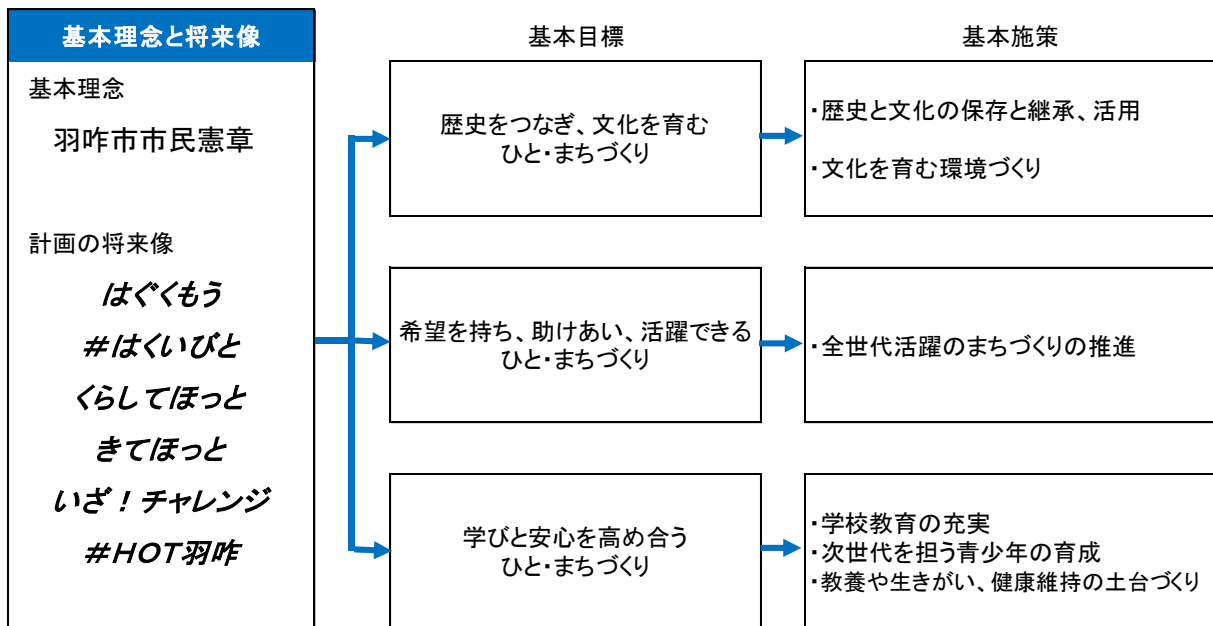 基本理念と将来像
基本理念
羽咋市市民憲章
計画の将来像
はぐくもう
#はくいびと
くらしてほっと
きてほっと
いざ！チャレンジ
#HOT羽咋
基本目標
歴史をつなぎ、文化を育む
ひと・まちづくり
希望を持ち、助けあい、活躍できる
ひと・まちづくり
学びと安心を高め合う
ひと・まちづくり
基本施策
・歴史と文化の保存と継承、活用
・文化を育む環境づくり
・全世代活躍のまちづくりの推進
・学校教育の充実
・次世代を担う青少年の育成
・教養や生きがい、健康維持の土台づくり